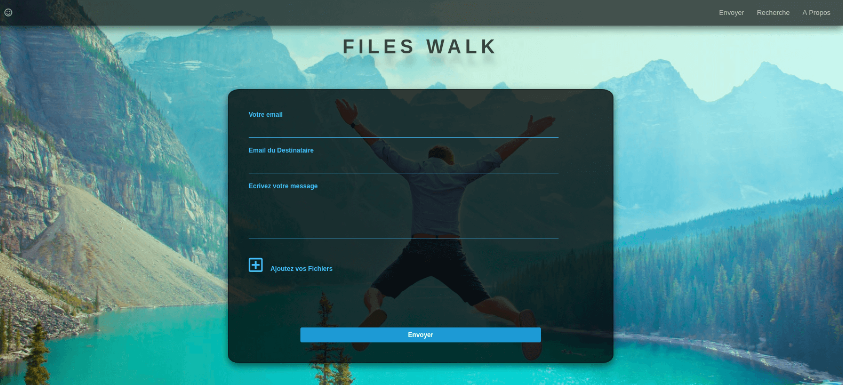 Envoyer Recherche A Propos
FILES WALK
Votre email
Email du Destinataire
Ecrivez votre message
Ajoutez vos Fichiers
Envoyer